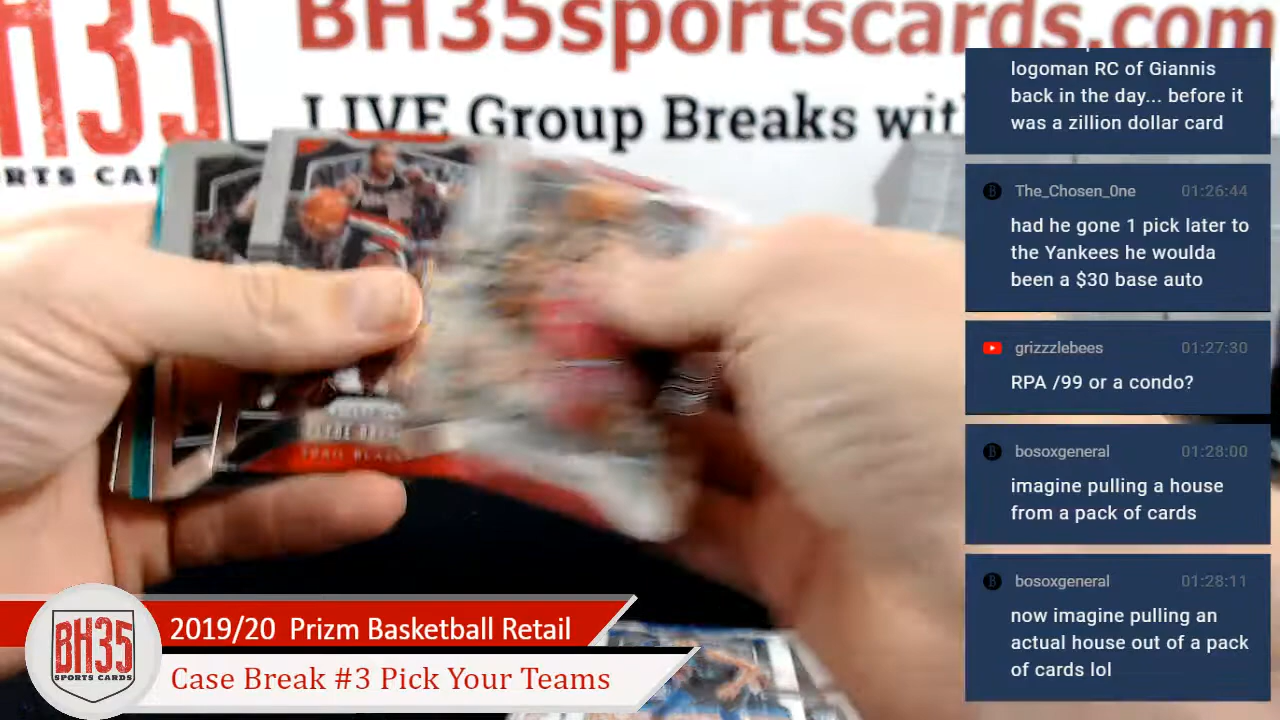 BH35sportscards.com
LIVE Group Breaks
H35
RTS CA
logoman RC of Giannis
back in the day... before it
was a zillion dollar card
The_Chosen_0ne 01:26:44
had he gone 1 pick later to
the Yankees he woulda
been a $30 base auto
grizzzlebees 01:27:30
RPA /99 or a condo?
bosoxgeneral 01:28:00
imagine pulling a house
from a pack of cards
bosoxgeneral 01:28:11
now imagine pulling an
actual house out of a pack
of cards lol
BH35
SPORTS CARDS
2019/20 Prizm Basketball Retail
Case Break #3 Pick Your Teams